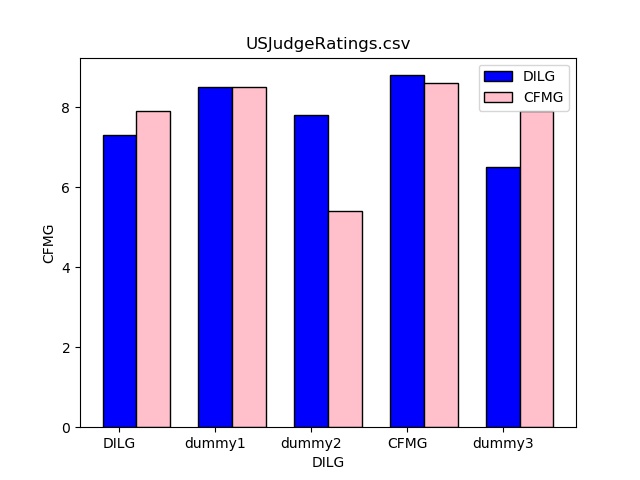 USJudgeRatings.csv
DILG
CFMG
8
6
4
2
0
CFMG
DILG dummy1 dummy2 CFMG dummy3
DILG